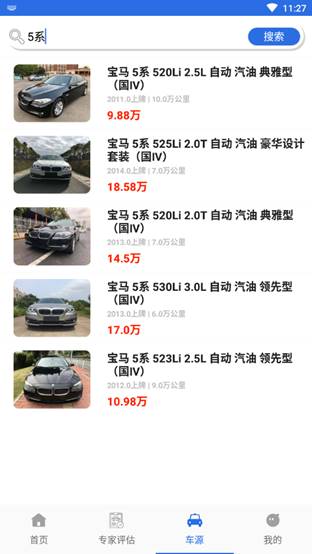 11:27
5系
搜索
宝马 5系 520Li 2.5L 自动 汽油 典雅型
（国Ⅳ）
2011.0上牌 | 10.0万公里
9.88万
宝马 5系 525Li 2.0T 自动 汽油 豪华设计
套装（国Ⅳ）
2014.0上牌 | 7.0万公里
18.58万
宝马 5系 520Li 2.0T 自动 汽油 典雅型
（国Ⅳ）
2013.0上牌 | 7.0万公里
14.5万
宝马 5系 530Li 3.0L 自动 汽油 领先型
（国Ⅳ）
2013.0上牌 | 6.0万公里
17.0万
宝马 5系 523Li 2.5L 自动 汽油 领先型
（国Ⅳ）
2012.0上牌 | 9.0万公里
10.98万
首页
专家评估
车源
我的